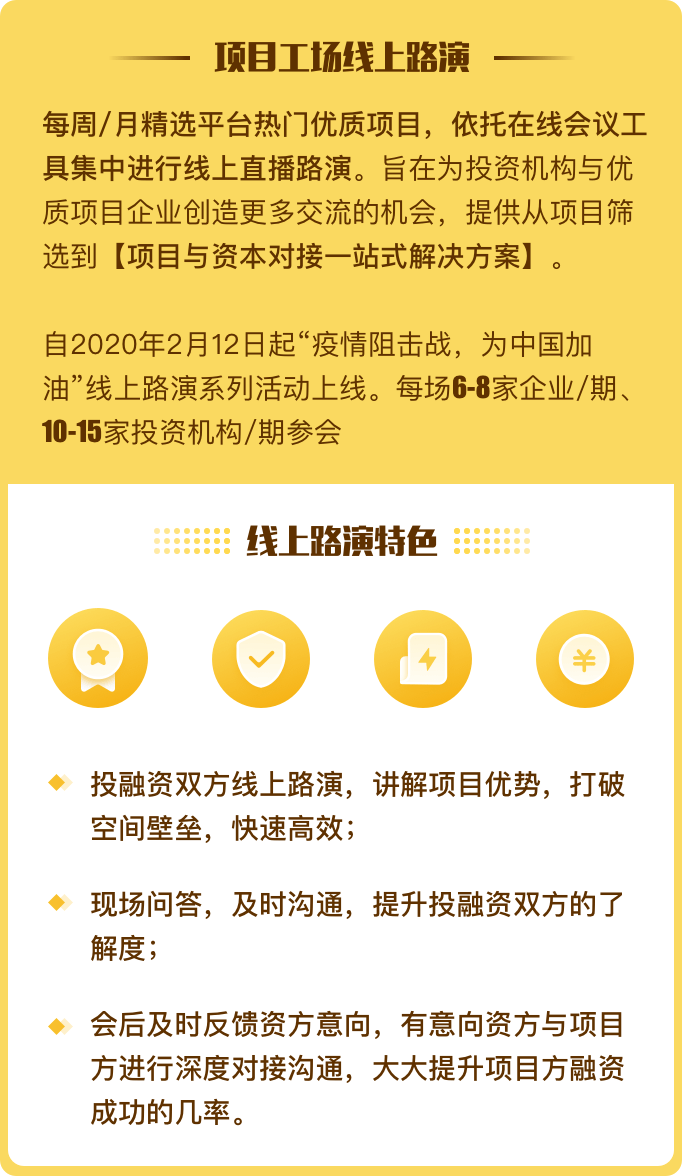 项目工场线上路演
每周/月精选平台热门优质项目，依托在线会议工
具集中进行线上直播路演。旨在为投资机构与优
质项目企业创造更多交流的机会，提供从项目筛
选到【项目与资本对接一站式解决方案】。
自2020年2月12日起“疫情阻击战，为中国加
油”线上路演系列活动上线。每场6-8家企业/期、
10-15家投资机构/期参会
线上路演特色
投融资双方线上路演，讲解项目优势，打破
空间壁垒，快速高效；
现场问答，及时沟通，提升投融资双方的了
解度；
会后及时反馈资方意向，有意向资方与项目
方进行深度对接沟通，大大提升项目方融资
成功的几率。